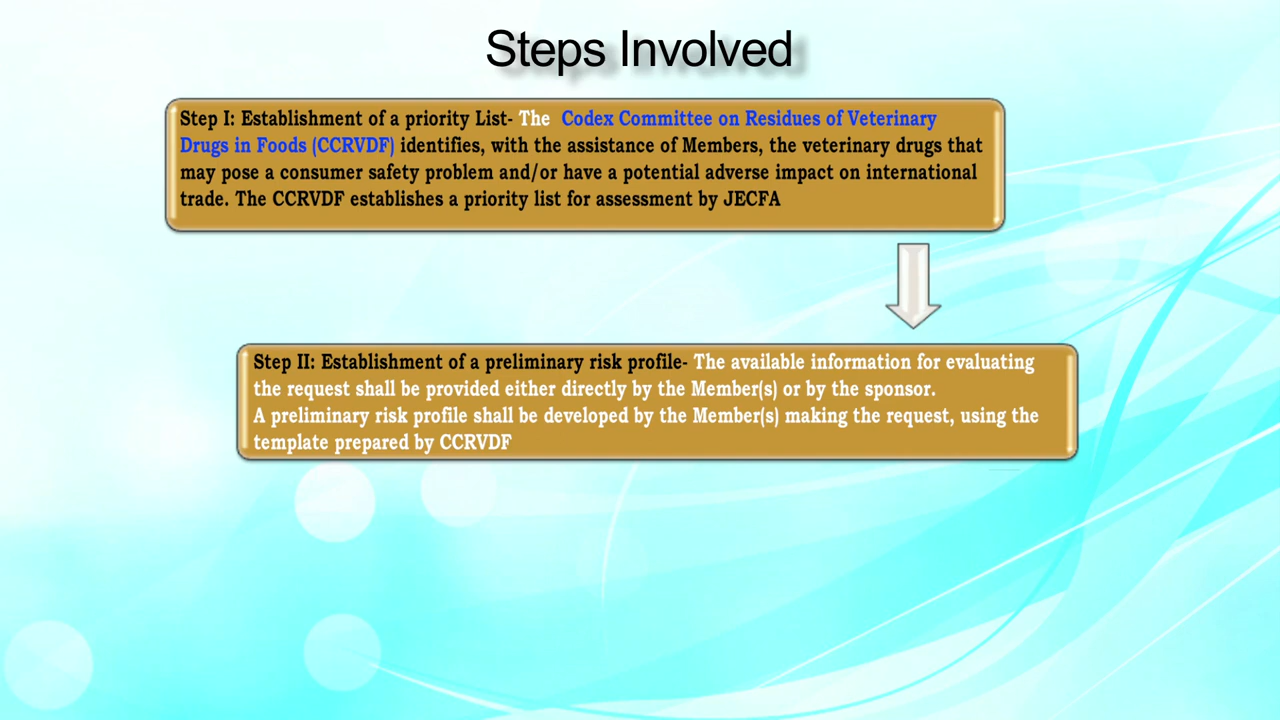 Steps Involved
Step I: Establishment of a priority List- The Codex Committee on Residues of Veterinary
Drugs in Foods (CCRVDF) identifies, with the assistance of Members, the veterinary drugs that
may pose a consumer safety problem and/or have a potential adverse impact on international
trade. The CCRVDF establishes a priority list for assessment by JECFA
Step II: Establishment of a preliminary risk profile- The available information for evaluating
the request shall be provided either directly by the Member(s) or by the sponsor.
A preliminary risk profile shall be developed by the Member(s) making the request, using the
template prepared by CCRVDF